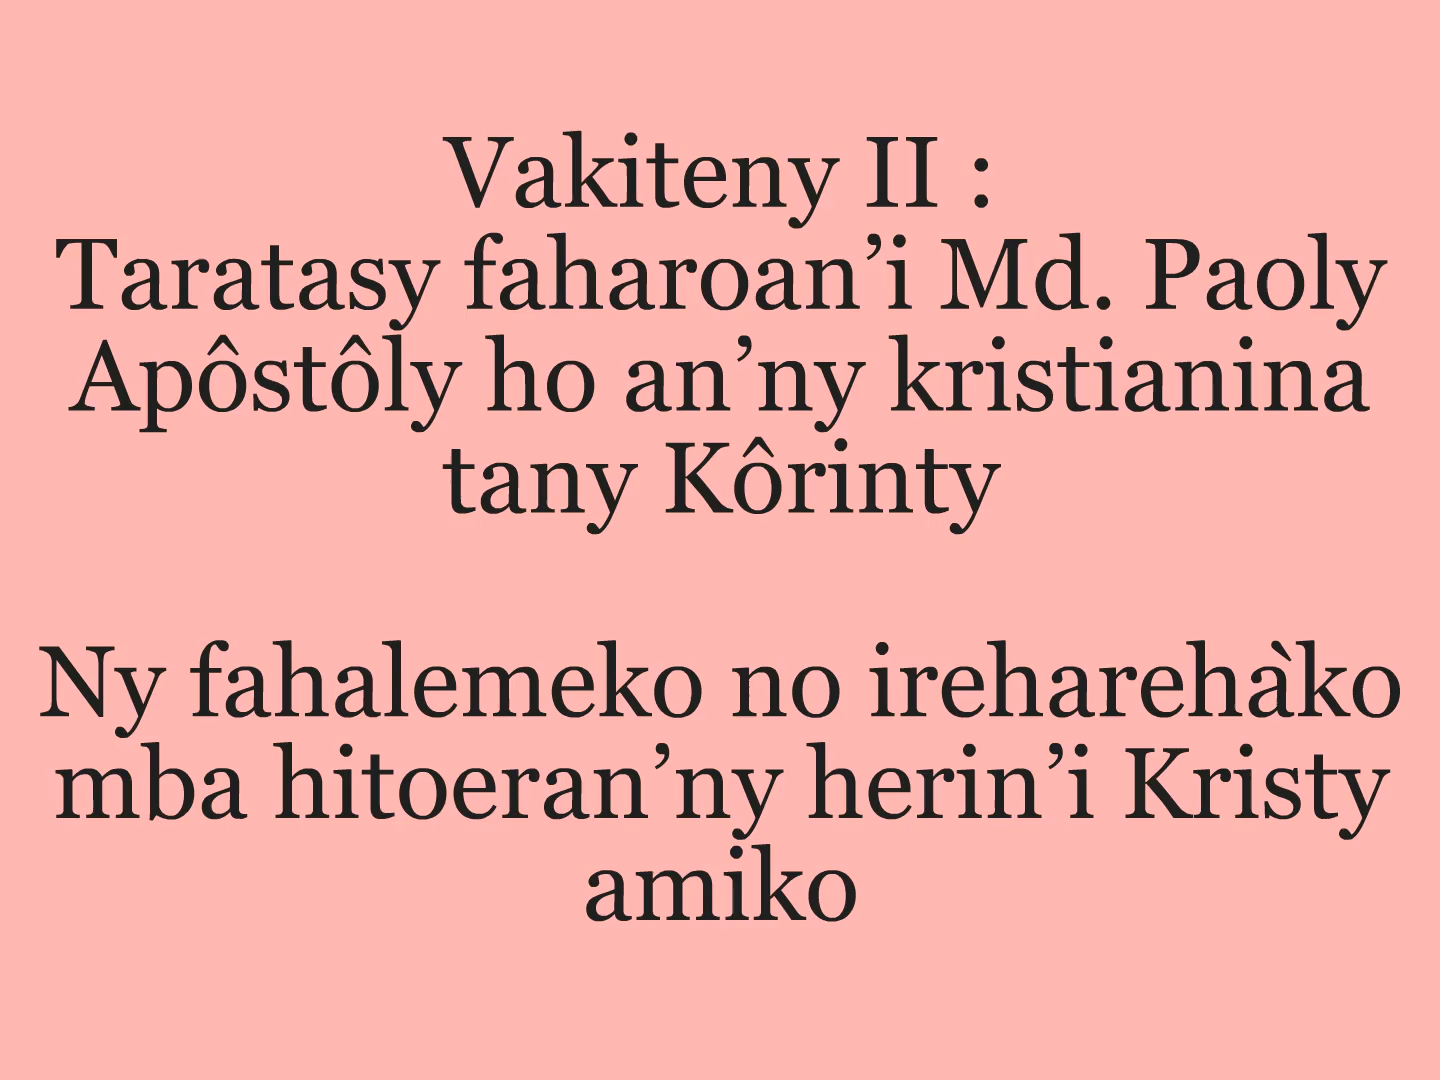 Vakiteny II :
Taratasy faharoan’i Md. Paoly
Apôstôly ho an’ny kristianina
tany Kôrinty
Ny fahalemeko no ireharehàko
mba hitoeran’ny herin’i Kristy
amiko